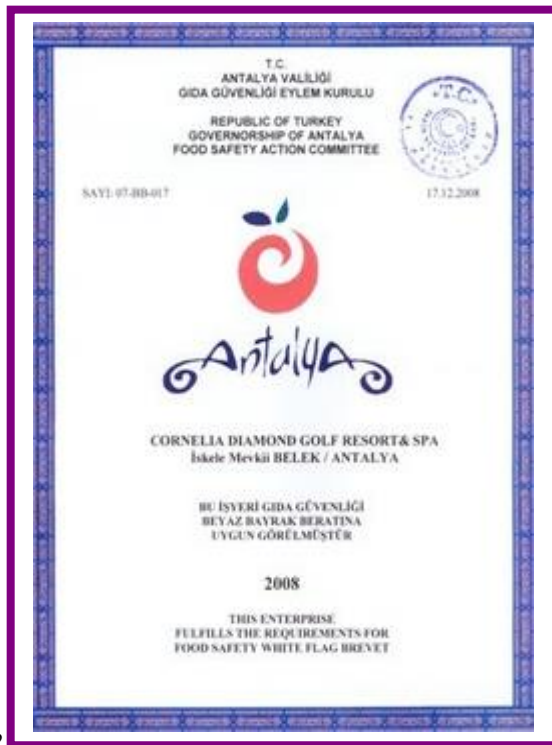 T.C.
ANTALYA VALİLİĞİ
GIDA GÜVENLİĞİ EYLEM KURULU
REPUBLIC OF TURKEY
GOVERNORSHIP OF ANTALYA
FOOD SAFETY ACTION COMMITTEE
T.C.
SAYI: 07-BB-017
17.12.2008
Antalya
CORNELIA DIAMOND GOLF RESORT& SPA
İskele Mevkii BELEK / ANTALYA
BU İŞYERİ GIDA GÜVENLİĞİ
BEYAZ BAYRAK BERATINA
UYGUN GÖRÜLMÜŞTÜR
2008
THIS ENTERPRISE
FULFILLS THE REQUIREMENTS FOR
FOOD SAFETY WHITE FLAG BREVET